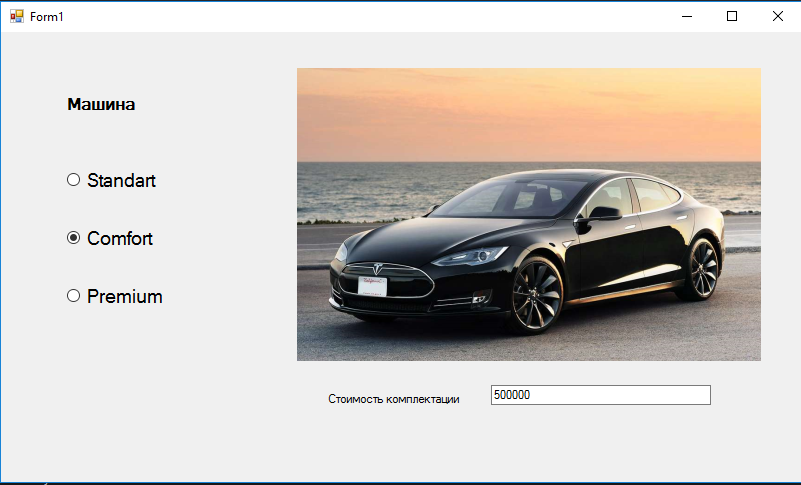 Form1
Машина
Standart
Comfort
Premium
Стоимость комплектации
500000